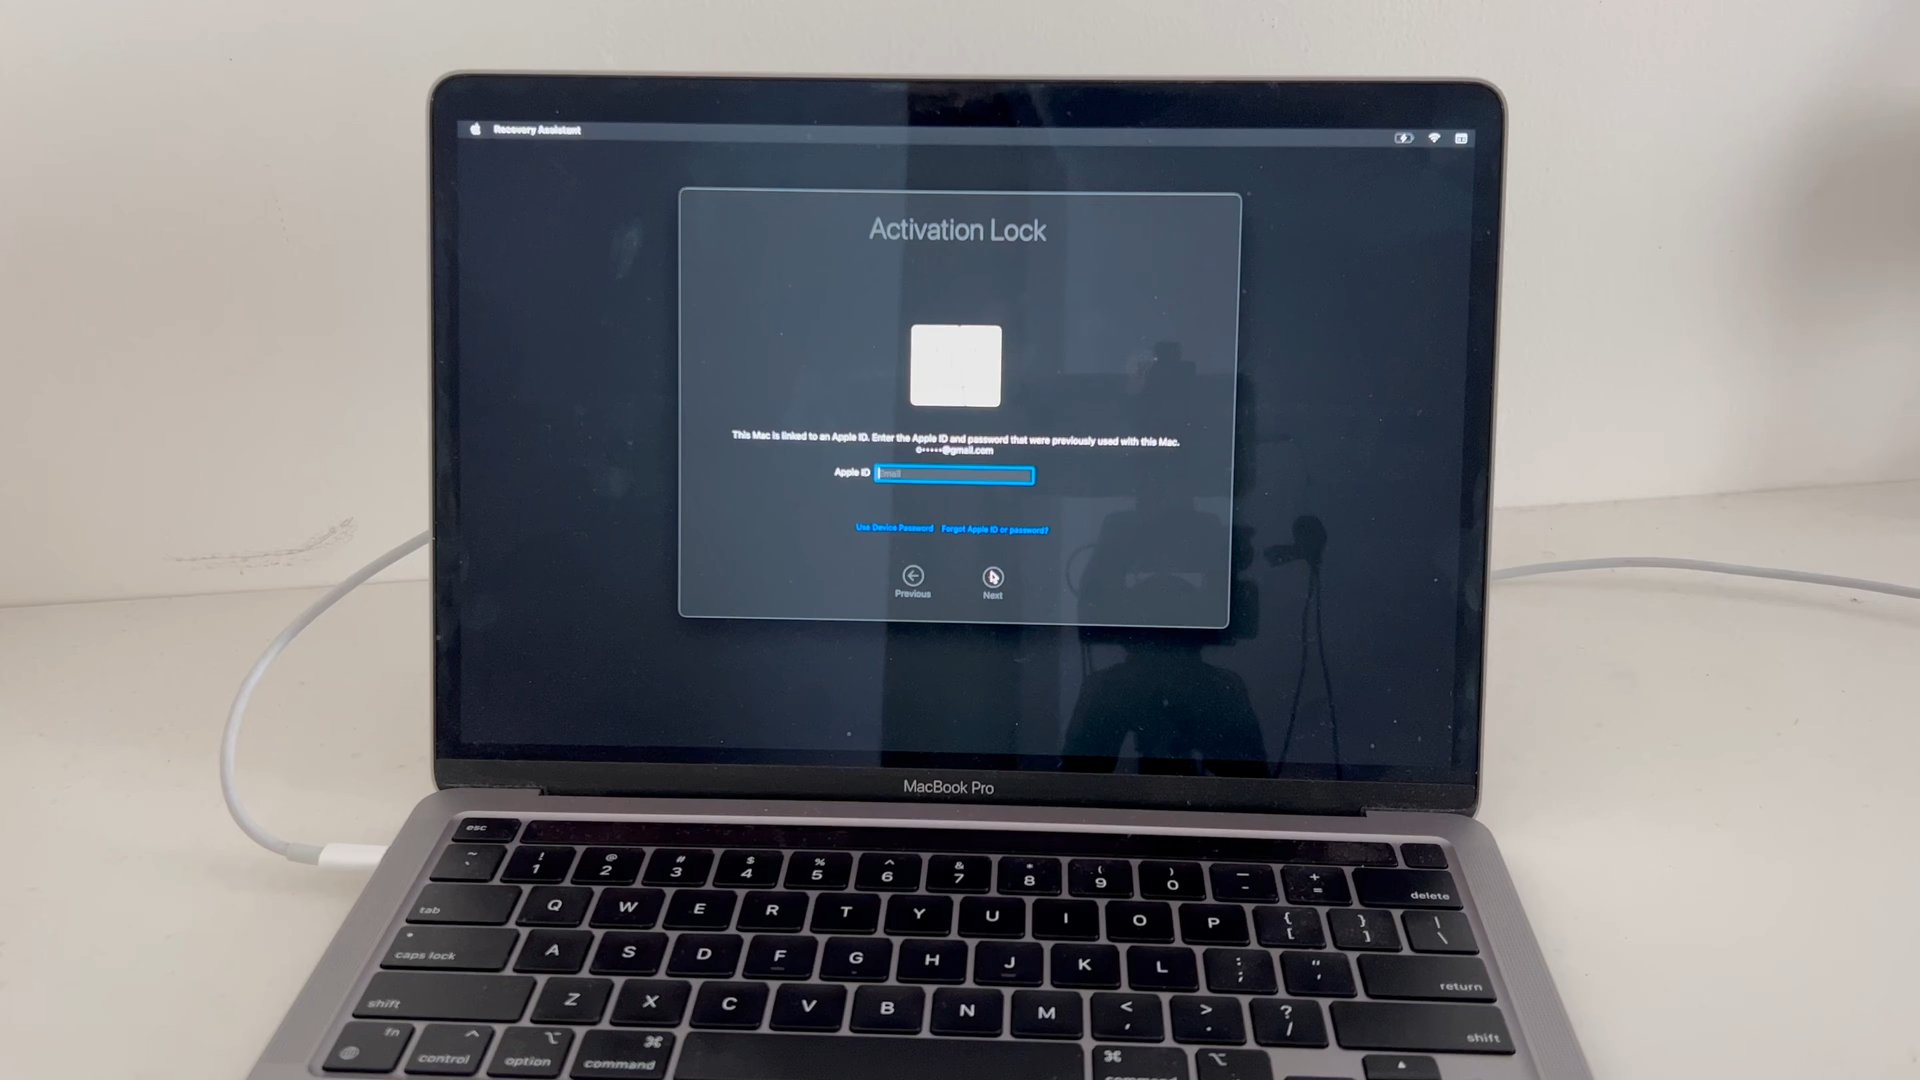 Recovery Assistant
Activation Lock
This Mac is linked to an Apple ID. Enter the Apple ID and password that were previously used with this Mac.
o•••••@gmail.com
Apple ID
Use Device Password Forgot Apple ID or password?
Previous Next
MacBook Pro
esc
~ ` ! 1 @ 2 # 3 $ 4 % 5 ^ 6 & 7 * 8 ( 9 ) 0 — - + = delete
tab Q W E R T Y U I O P { [ } ] | \
caps lock A S D F G H J K L : ; " ' return
shift Z X C V B N M < , > . ? / shift
fn control option ⌥ command ⌘ ⌘ command ⌥